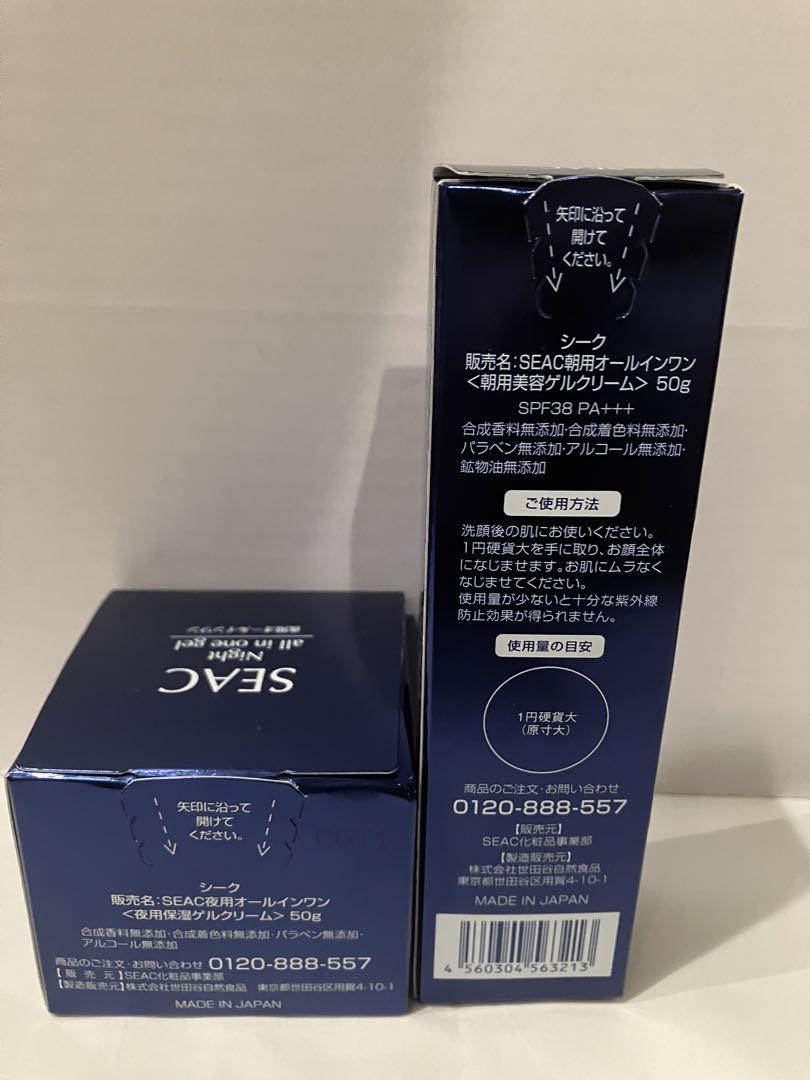 矢印に沿って
開けて
ください。
シーク
販売名:SEAC朝用オールインワン
<朝用美容ゲルクリーム> 50g
SPF38 PA+++
合成香料無添加・合成着色料無添加・
パラベン無添加・アルコール無添加・
鉱物油無添加
ご使用方法
洗顔後の肌にお使いください。
1円硬貨大を手に取り、お顔全体
になじませます。お肌にムラなく
なじませてください。
使用量が少ないと十分な紫外線
防止効果が得られません。
使用量の目安
1円硬貨大
(原寸大)
商品のご注文・お問い合わせ
0120-888-557
【販売元】
SEAC化粧品事業部
【製造販売元】
株式会社世田谷自然食品
東京都世田谷区用賀4-10-1
MADE IN JAPAN
4 560304 563213
SEAC
Night
all in one gel
夜用オールインワン
矢印に沿って
開けて
ください。
シーク
販売名:SEAC夜用オールインワン
<夜用保湿ゲルクリーム> 50g
合成香料無添加・合成着色料無添加・パラベン無添加・
アルコール無添加
商品のご注文・お問い合わせ 0120-888-557
【販売元】SEAC化粧品事業部
【製造販売元】株式会社世田谷自然食品 東京都世田谷区用賀4-10-1
MADE IN JAPAN